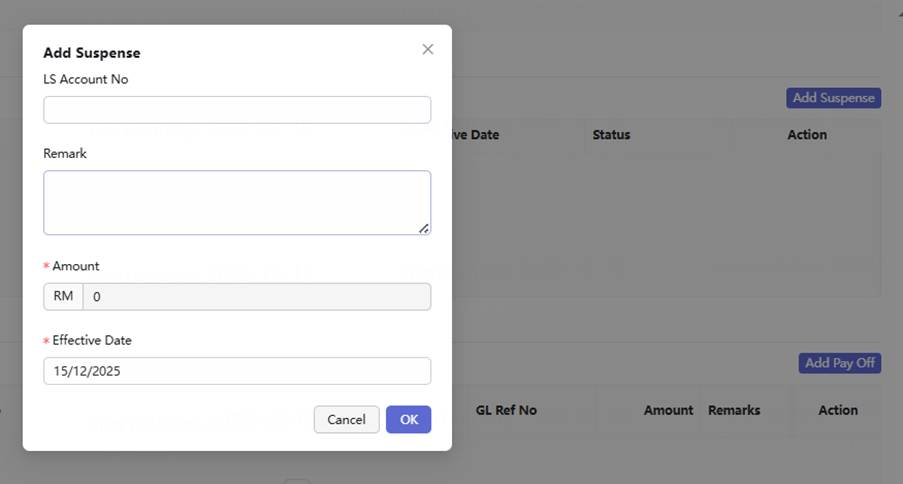 Add Suspense
LS Account No
Remark
* Amount
RM 0
* Effective Date
15/12/2025
Cancel OK
Add Suspense
Date Status Action
Add Pay Off
GL Ref No Amount Remarks Action